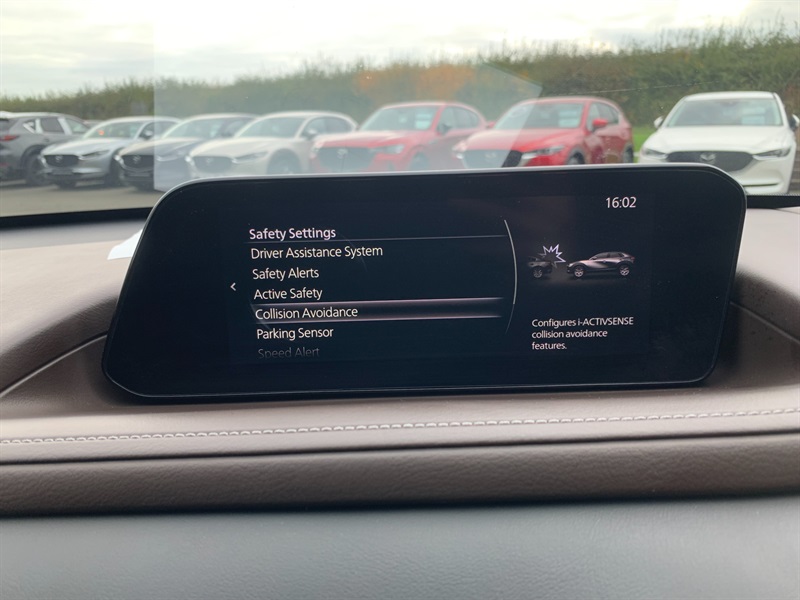 16:02
Safety Settings
Driver Assistance System
Safety Alerts
Active Safety
Collision Avoidance
Parking Sensor
Speed Alert
Configures i-ACTIVSENSE
collision avoidance
features.